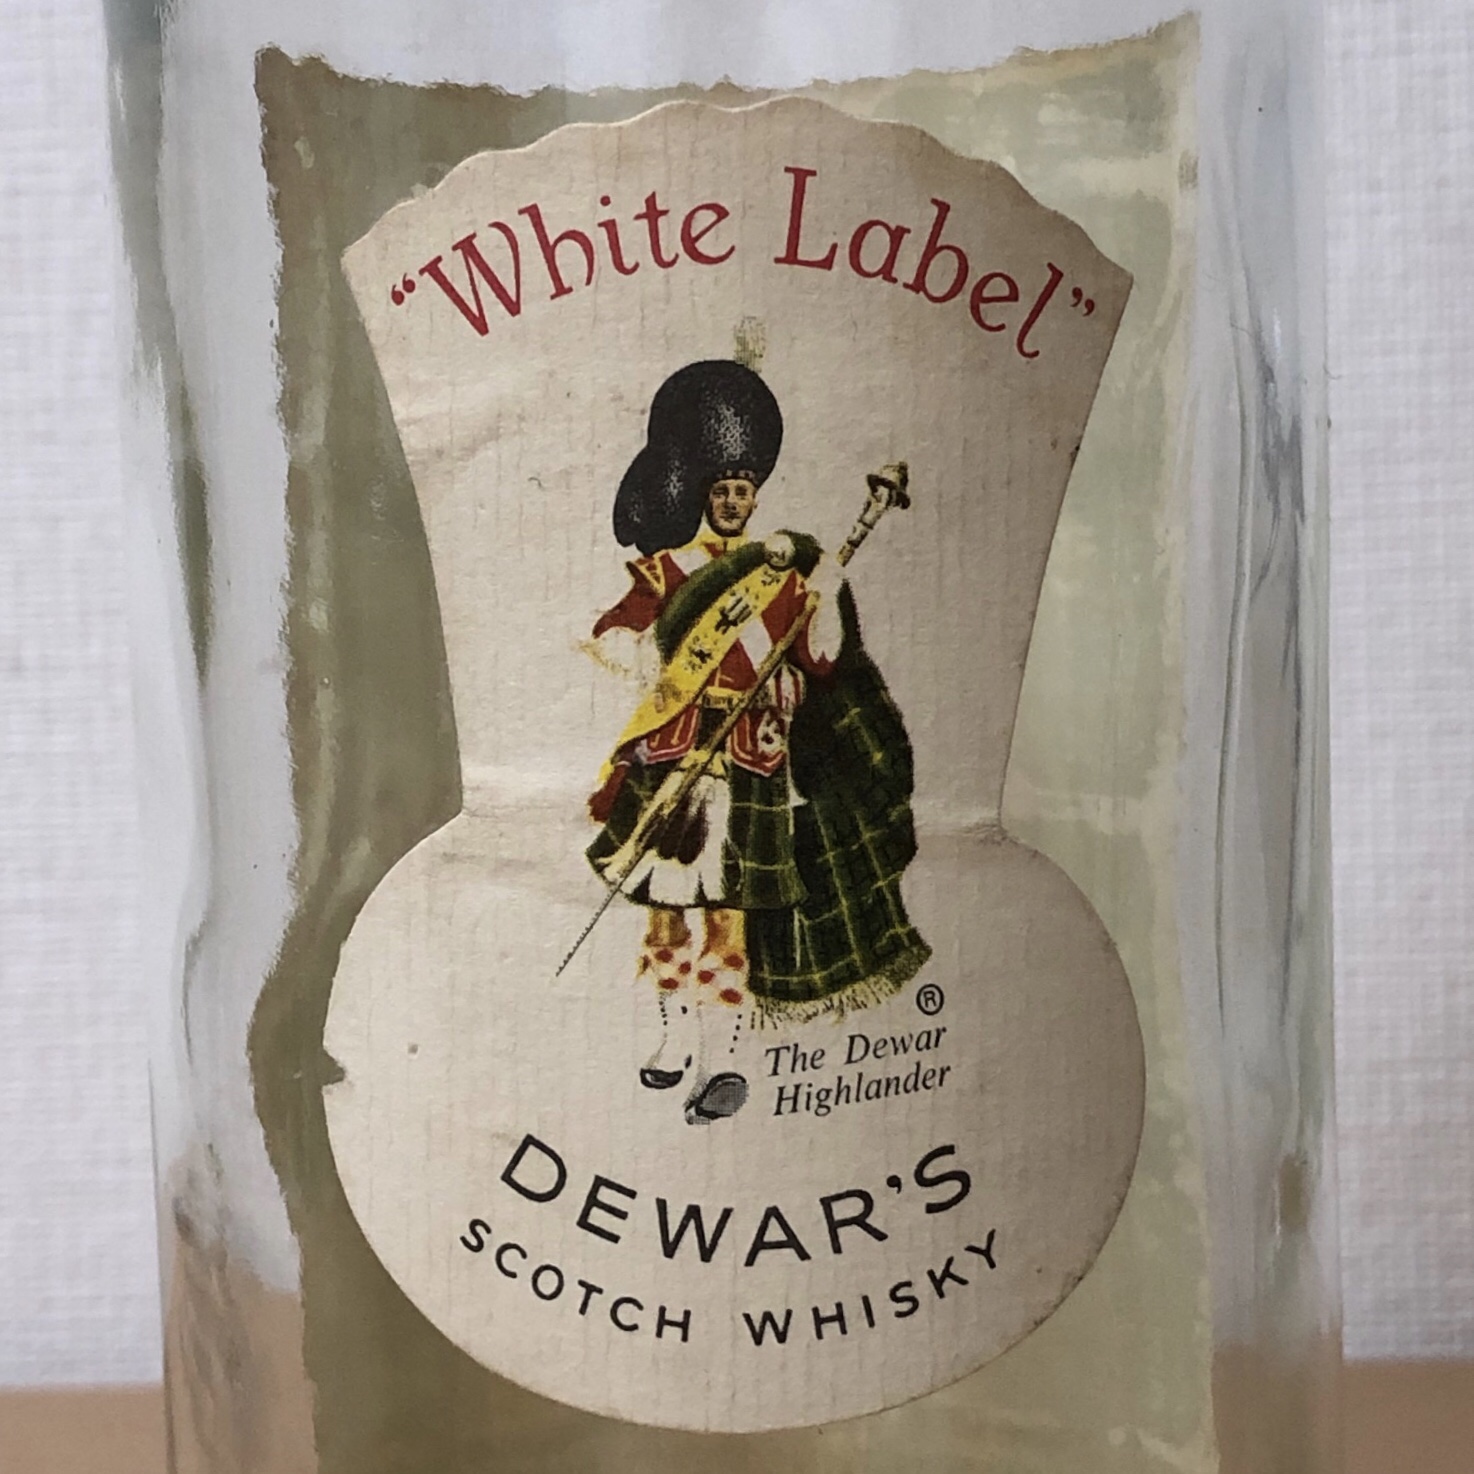 “White Label”
®
The Dewar
Highlander
DEWAR'S
SCOTCH WHISKY